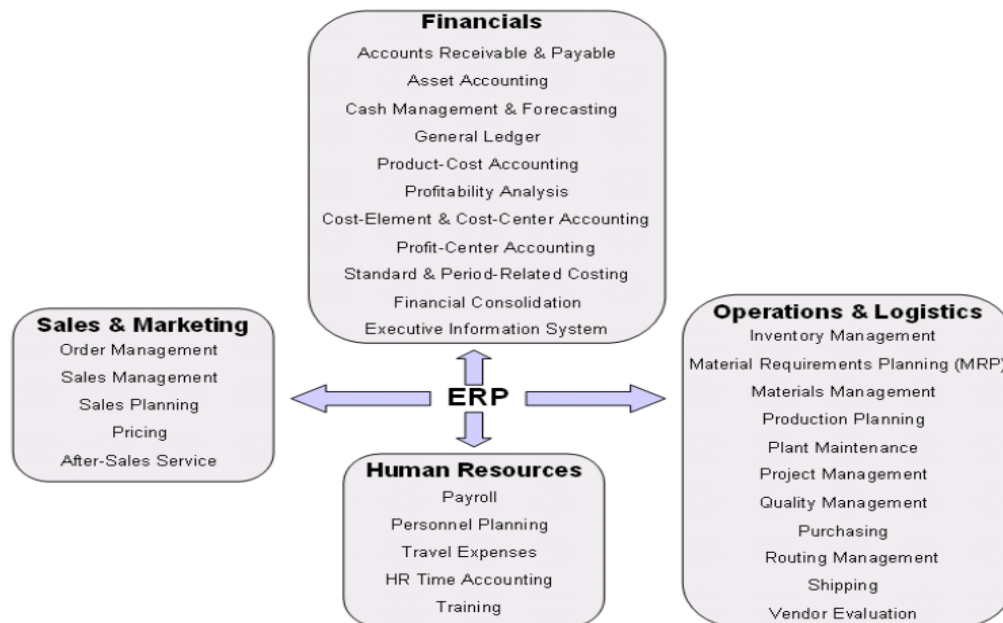 Financials
Accounts Receivable & Payable
Asset Accounting
Cash Management & Forecasting
General Ledger
Product-Cost Accounting
Profitability Analysis
Cost-Element & Cost-Center Accounting
Profit-Center Accounting
Standard & Period-Related Costing
Financial Consolidation
Executive Information System
Sales & Marketing
Order Management
Sales Management
Sales Planning
Pricing
After-Sales Service
ERP
Operations & Logistics
Inventory Management
Material Requirements Planning (MRP)
Materials Management
Production Planning
Plant Maintenance
Project Management
Quality Management
Purchasing
Routing Management
Shipping
Vendor Evaluation
Human Resources
Payroll
Personnel Planning
Travel Expenses
HR Time Accounting
Training